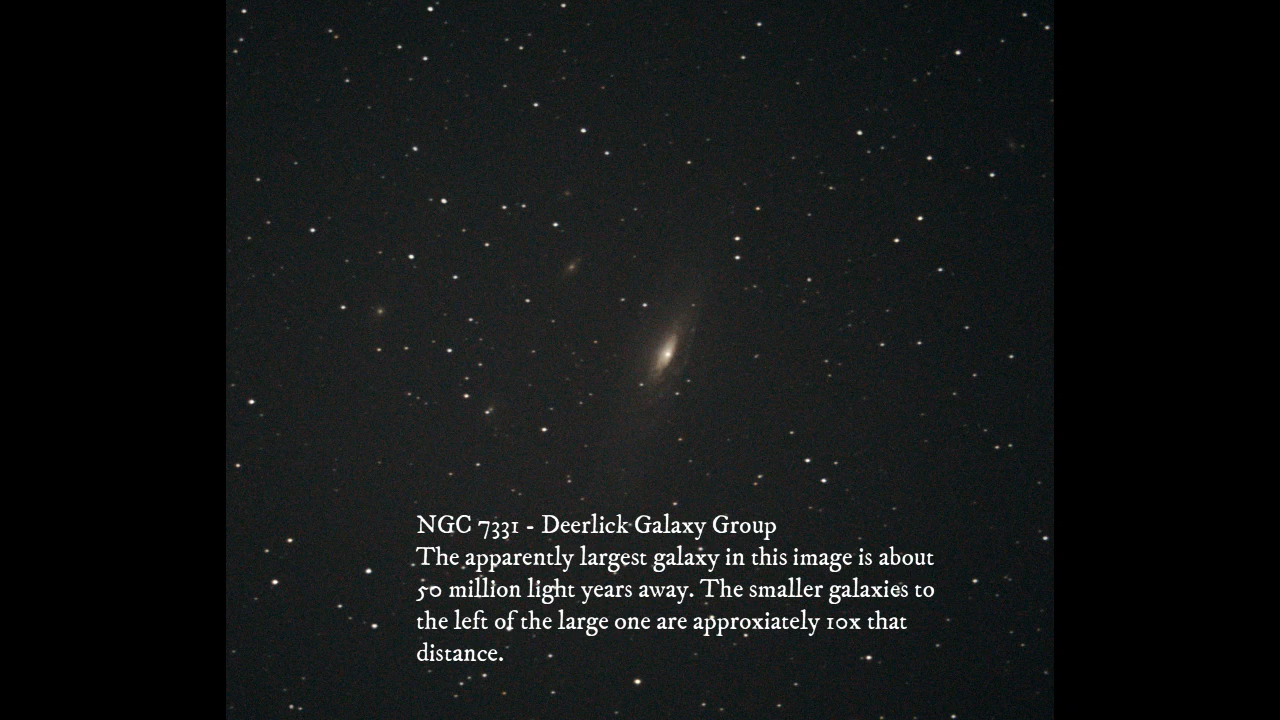 NGC 7331 - Deerlick Galaxy Group
The apparently largest galaxy in this image is about
50 million light years away. The smaller galaxies to
the left of the large one are approxiately 10x that
distance.